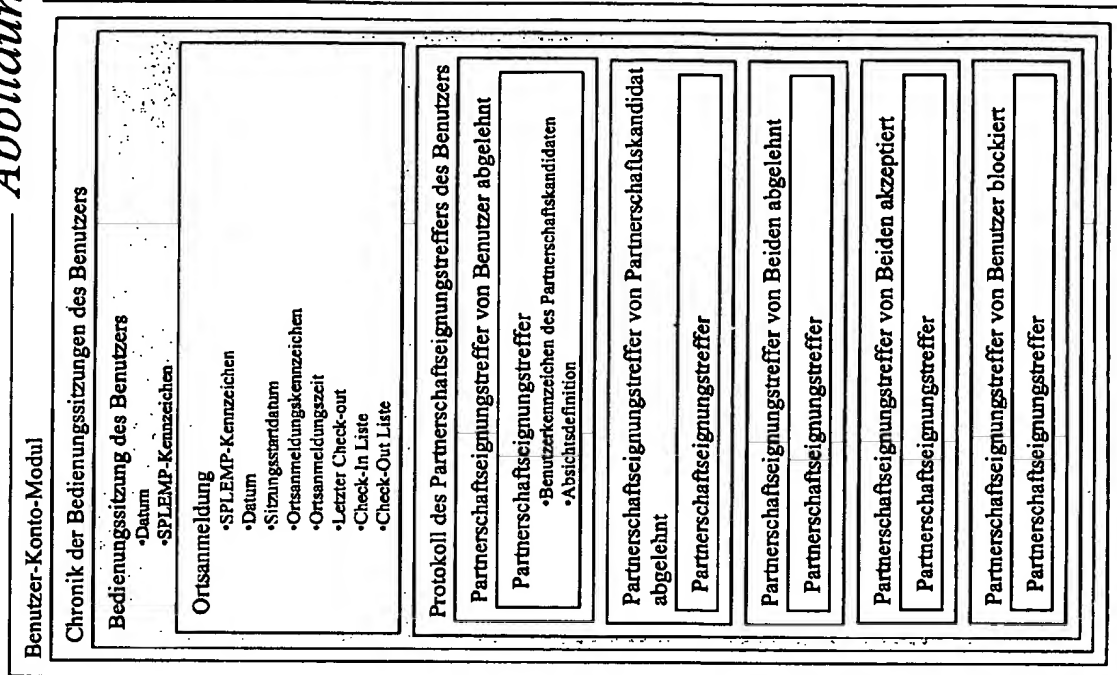 Benutzer-Konto-Modul
Chronik der Bedienungssitzungen des Benutzers
Bedienungssitzung des Benutzers
•Datum
•SPLEMP-Kennzeichen
Ortsanmeldung
•SPLEMP-Kennzeichen
•Datum
•Sitzungsstartdatum
•Ortsanmeldungskennzeichen
•Ortsanmeldungszeit
•Letzter Check-out
•Check-In Liste
•Check-Out Liste
Protokoll des Partnerschaftseignungstreffers des Benutzers
Partnerschaftseignungstreffer von Benutzer abgelehnt
Partnerschaftseignungstreffer
•Benutzerkennzeichen des Partnerschaftskandidaten
•Absichtsdefinition
Partnerschaftseignungstreffer von Partnerschaftskandidat
abgelehnt
Partnerschaftseignungstreffer
Partnerschaftseignungstreffer von Beiden abgelehnt
Partnerschaftseignungstreffer
Partnerschaftseignungstreffer von Beiden akzeptiert
Partnerschaftseignungstreffer
Partnerschaftseignungstreffer von Benutzer blockiert
Partnerschaftseignungstreffer